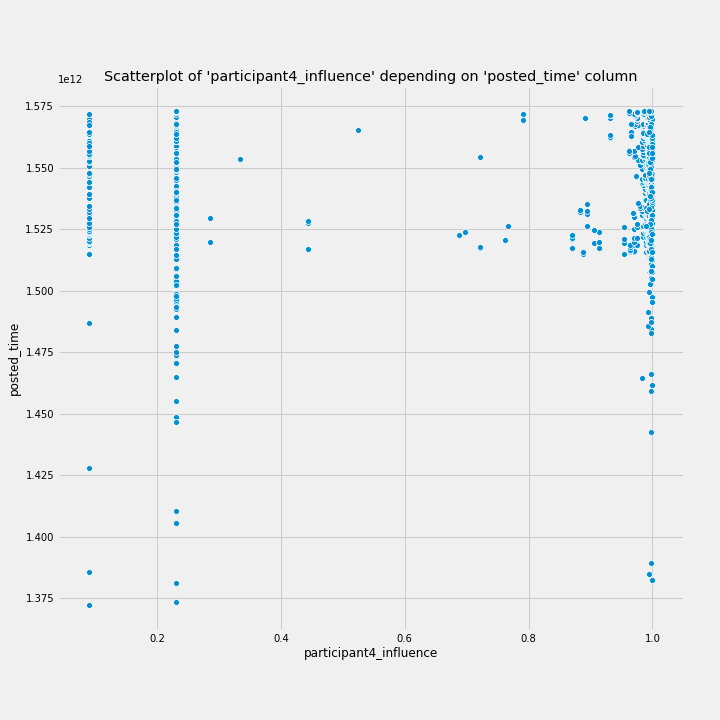 Scatterplot of 'participant4_influence' depending on 'posted_time' column
1e12
1.575
1.550
1.525
1.500
1.475
1.450
1.425
1.400
1.375
posted_time
0.2 0.4 0.6 0.8 1.0
participant4_influence